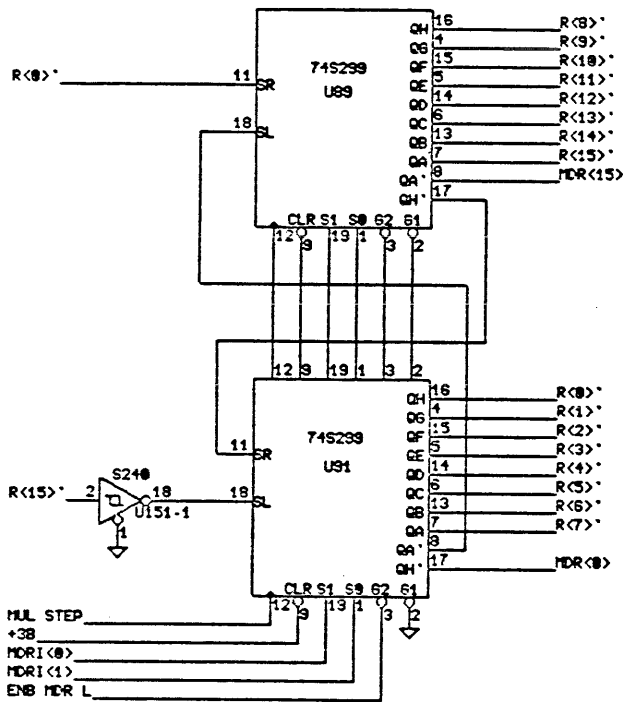 16 R<8>'
QH
4 R<9>'
QG
15 R<10>'
QF
74S299
5 R<11>'
QE
R<0>' 11 SR
U89
14 R<12>'
QD
6 R<13>'
QC
18 SL
13 R<14>'
QB
7 R<15>'
QA
8 MDR<15>
QA'
17
QH'
CLR S1 S0 G2 G1
12 9 19 1 3 2
12 9 19 1 3 2
16 R<0>'
QH
4 R<1>'
QG
15 R<2>'
QF
74S299
5 R<3>'
QE
11 SR
U91
14 R<4>'
QD
S240
6 R<5>'
QC
R<15>' 2 18 18 SL
U151-1
13 R<6>'
QB
1
7 R<7>'
QA
8
QA'
17 MDR<0>
QH'
CLR S1 S0 G2 G1
12 9 19 1 3 2
MUL STEP
+3B
MDRI<0>
MDRI<1>
ENB MDR L